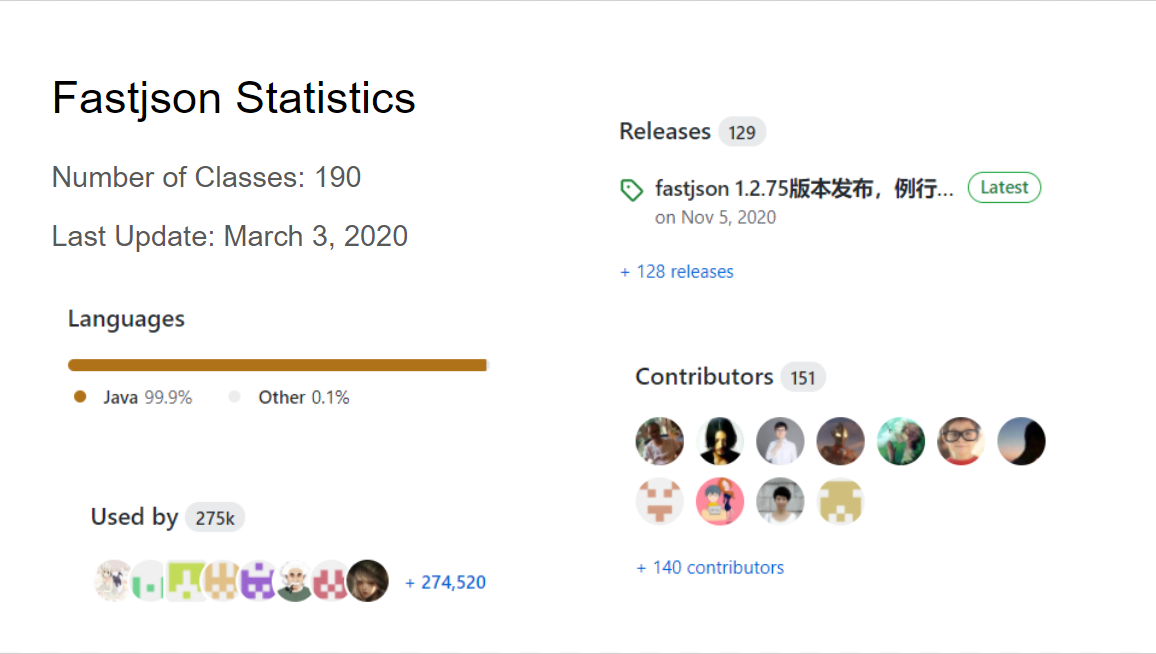 Fastjson Statistics
Number of Classes: 190
Last Update: March 3, 2020
Languages
Java 99.9% Other 0.1%
Used by 275k
+ 274,520
Releases 129
fastjson 1.2.75版本发布，例行... Latest
on Nov 5, 2020
+ 128 releases
Contributors 151
+ 140 contributors